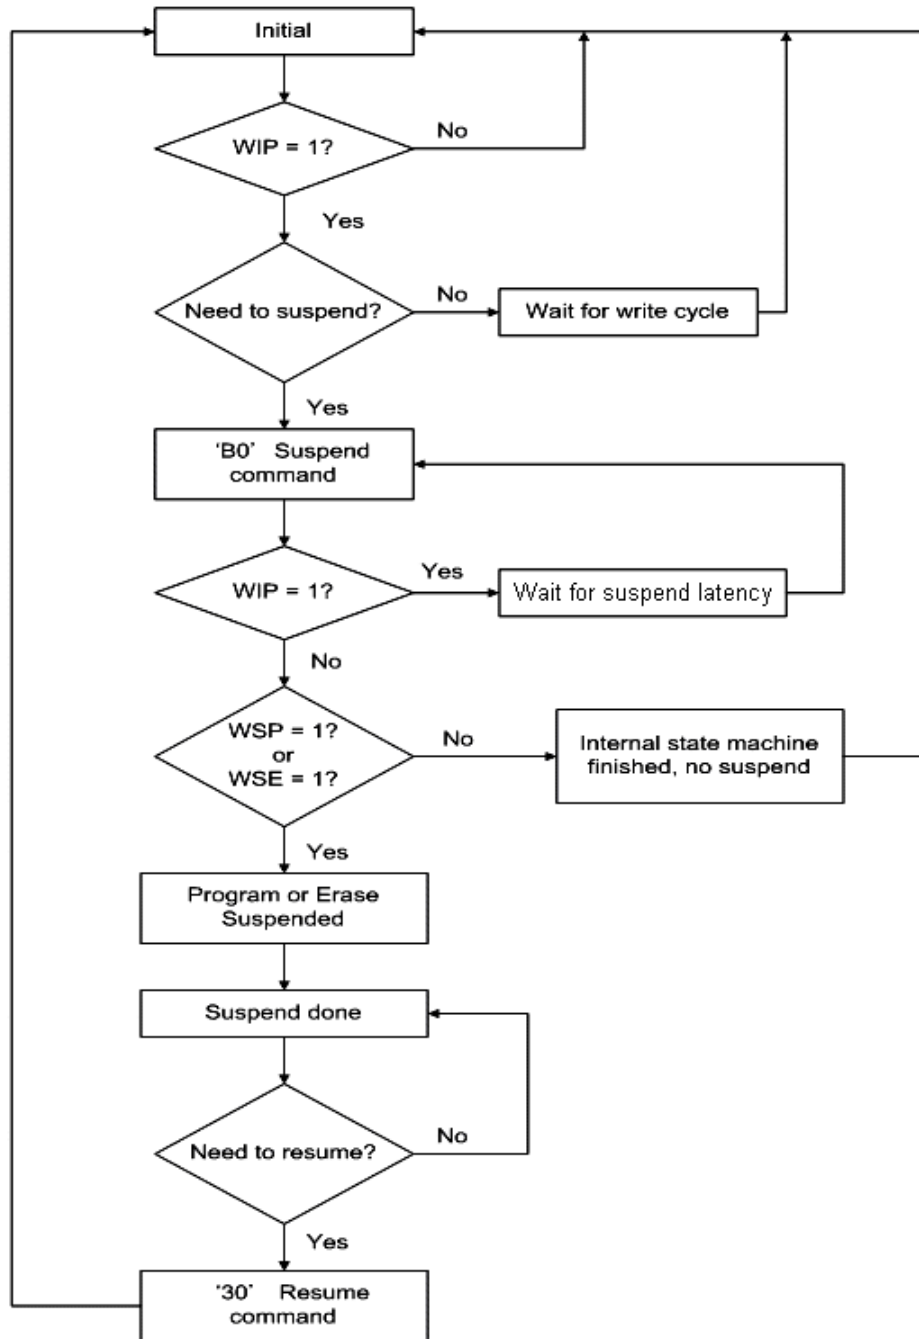 Initial
WIP = 1?
No
Yes
Need to suspend?
No
Wait for write cycle
Yes
‘B0’ Suspend
command
WIP = 1?
Yes
Wait for suspend latency
No
WSP = 1?
or
WSE = 1?
No
Internal state machine
finished, no suspend
Yes
Program or Erase
Suspended
Suspend done
Need to resume?
No
Yes
‘30’ Resume
command